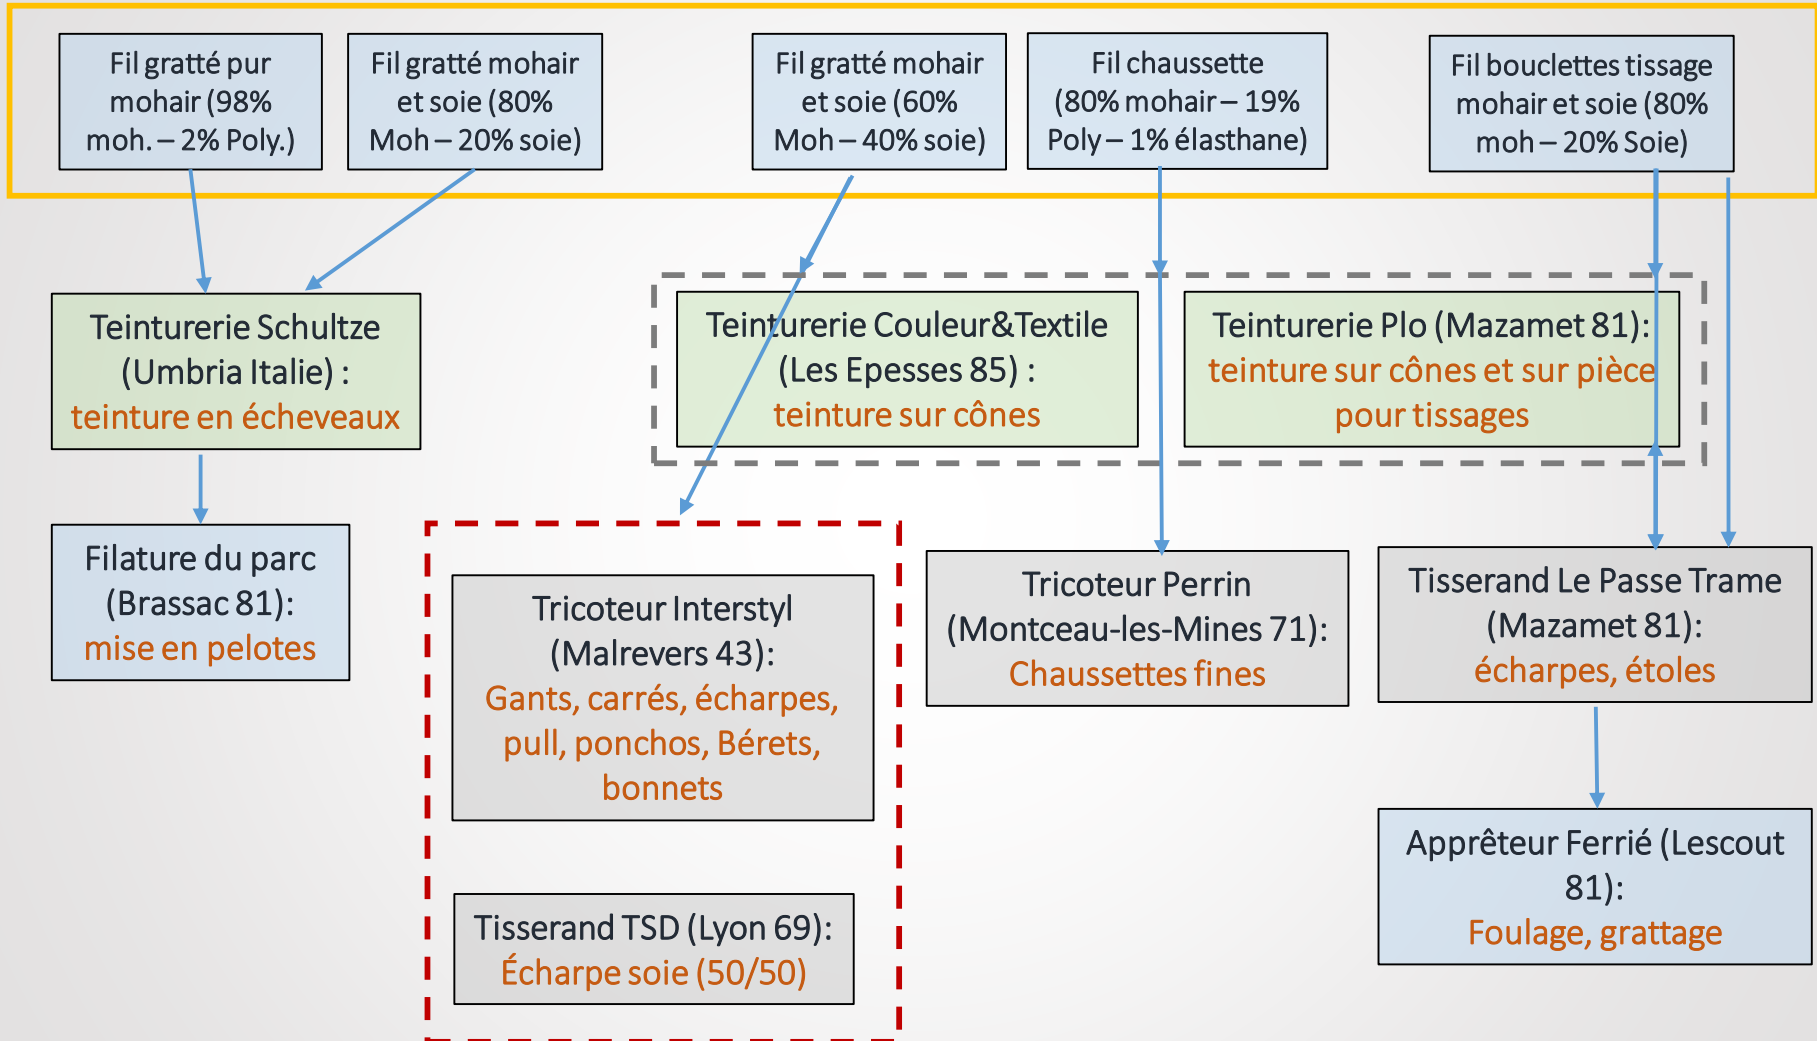 Fil gratté pur
mohair (98%
moh. – 2% Poly.)
Fil gratté mohair
et soie (80%
Moh – 20% soie)
Fil gratté mohair
et soie (60%
Moh – 40% soie)
Fil chaussette
(80% mohair – 19%
Poly – 1% élasthane)
Fil bouclettes tissage
mohair et soie (80%
moh – 20% Soie)
Teinturerie Schultze
(Umbria Italie) :
teinture en écheveaux
Teinturerie Couleur&Textile
(Les Epesses 85) :
teinture sur cônes
Teinturerie Plo (Mazamet 81):
teinture sur cônes et sur pièce
pour tissages
Filature du parc
(Brassac 81):
mise en pelotes
Tricoteur Interstyl
(Malrevers 43):
Gants, carrés, écharpes,
pull, ponchos, Bérets,
bonnets
Tricoteur Perrin
(Montceau-les-Mines 71):
Chaussettes fines
Tisserand Le Passe Trame
(Mazamet 81):
écharpes, étoles
Tisserand TSD (Lyon 69):
Écharpe soie (50/50)
Apprêteur Ferrié (Lescout
81):
Foulage, grattage